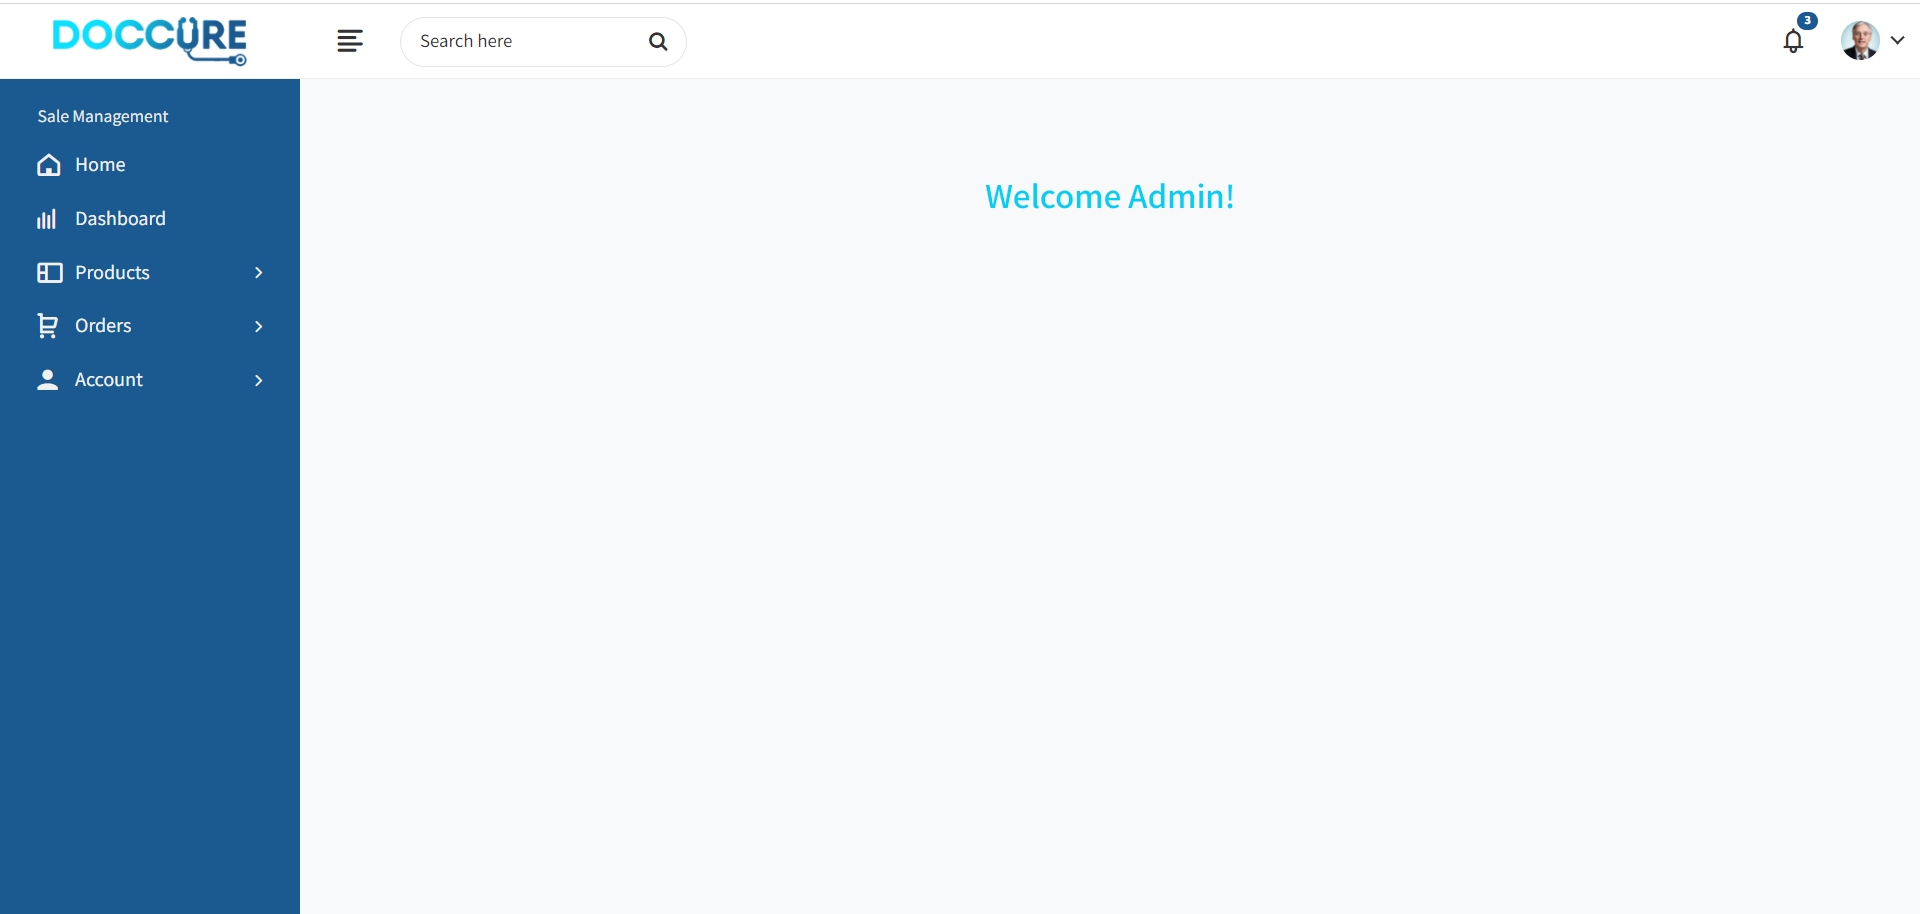 DOCCURE
Search here
3
Sale Management
Home
Dashboard
Products
Orders
Account
Welcome Admin!